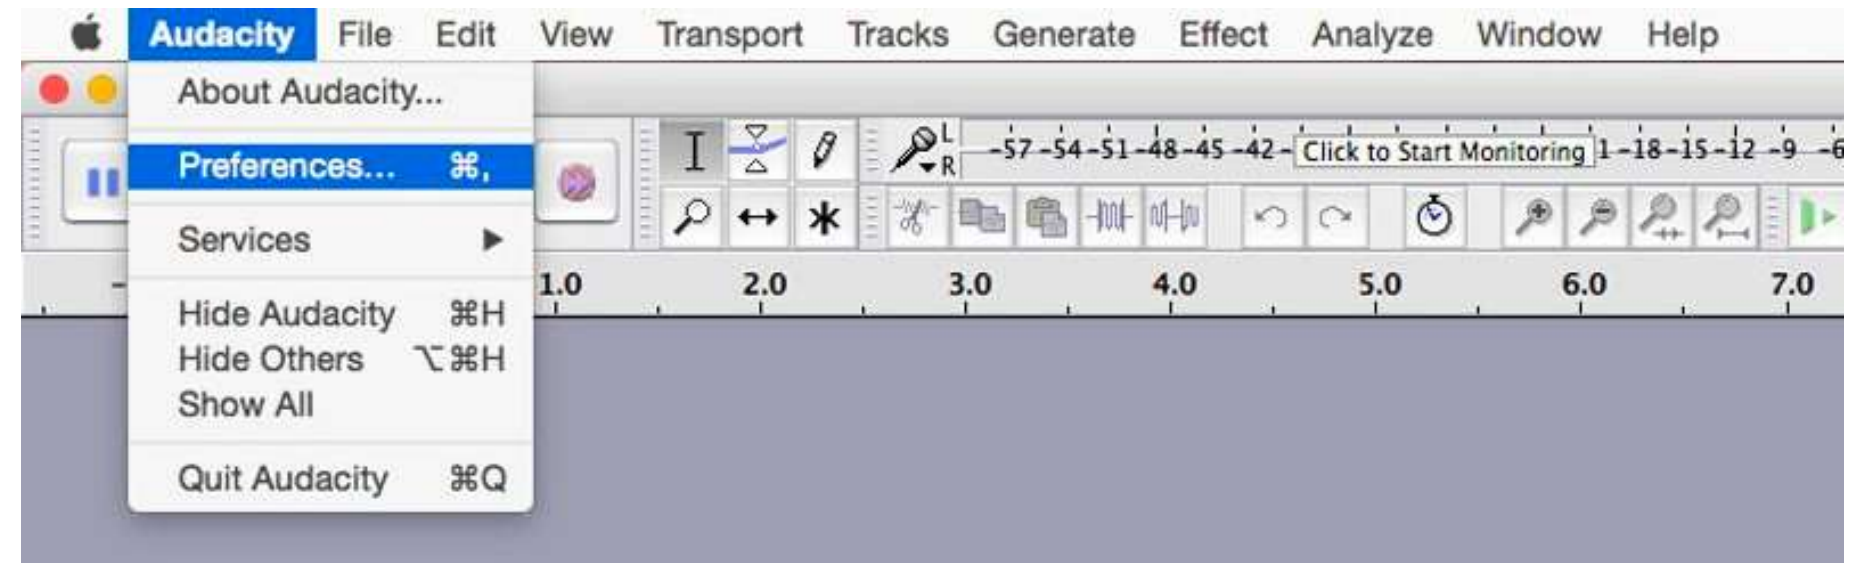 Audacity File Edit View Transport Tracks Generate Effect Analyze Window Help
About Audacity...
Preferences... ⌘,
Services ▶
Hide Audacity ⌘H
Hide Others ⌥⌘H
Show All
Quit Audacity ⌘Q
L
R
-57 -54 -51 -48 -45 -42 - Click to Start Monitoring 1 -18 -15 -12 -9 -6
1.0 2.0 3.0 4.0 5.0 6.0 7.0